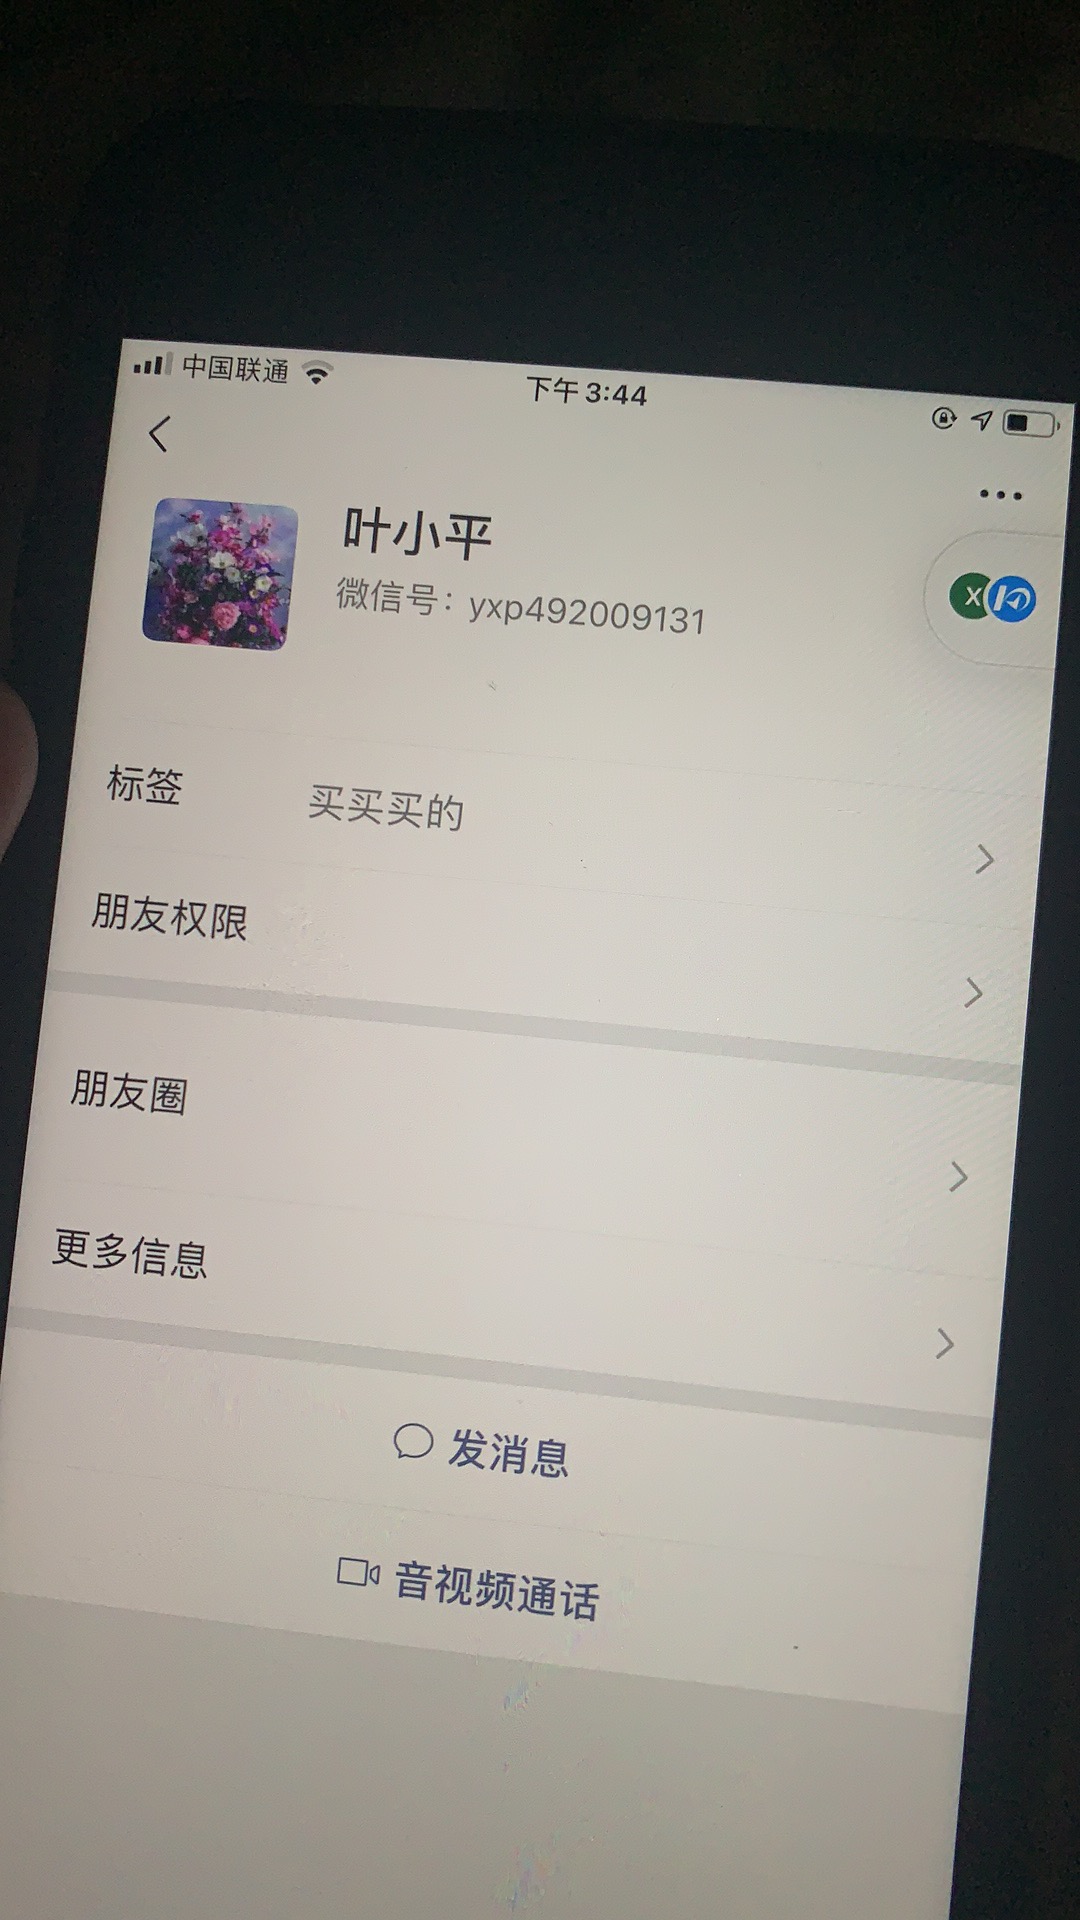 中国联通
下午3:44
叶小平
微信号：yxp492009131
X
标签 买买买的
朋友权限
朋友圈
更多信息
发消息
音视频通话